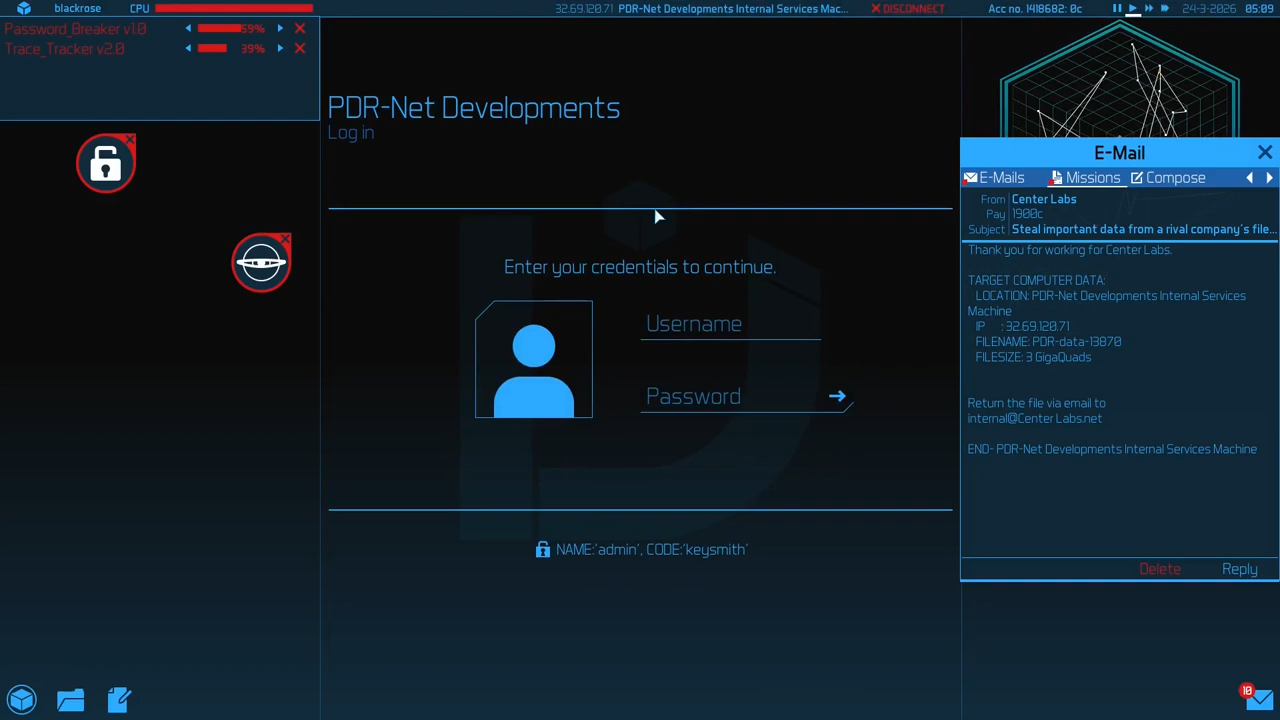 blackrose CPU 32.69.120.71 PDR-Net Developments Internal Services Mac... DISCONNECT Acc no. 1418682: 0c 24-3-2026 05:09
Password_Breaker v1.0 59%
Trace_Tracker v2.0 39%
PDR-Net Developments
Log in
Enter your credentials to continue.
Username
Password
NAME:'admin', CODE:'keysmith'
E-Mail
E-Mails Missions Compose
From Center Labs
Pay 1900c
Subject Steal important data from a rival company's file...
Thank you for working for Center Labs.
TARGET COMPUTER DATA:
LOCATION: PDR-Net Developments Internal Services
Machine
IP : 32.69.120.71
FILENAME: PDR-data-13870
FILESIZE: 3 GigaQuads
Return the file via email to
internal@Center Labs.net
END- PDR-Net Developments Internal Services Machine
Delete Reply
10